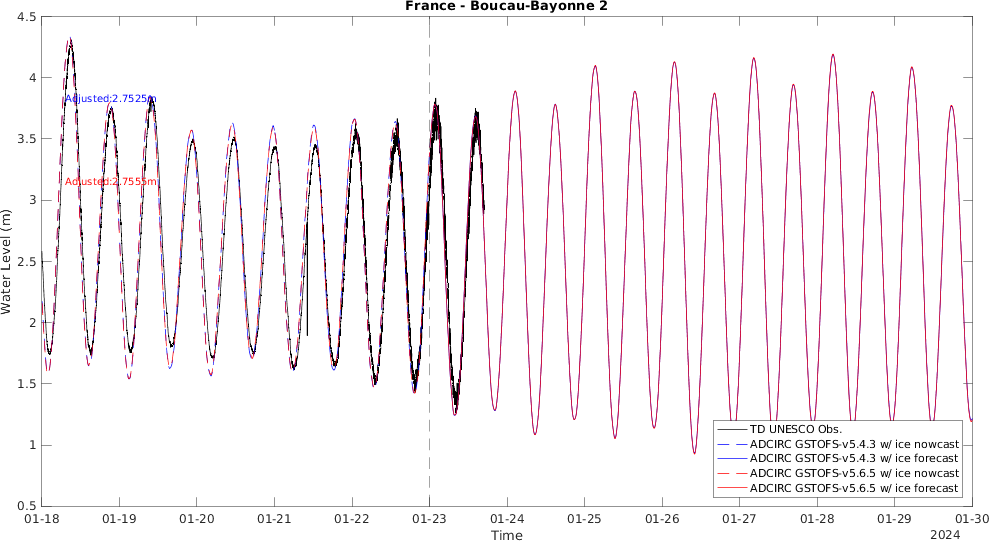 France - Boucau-Bayonne 2
4.5
4
3.5
3
2.5
2
1.5
1
0.5
Water Level (m)
Adjusted:2.7525m
Adjusted:2.7555m
TD UNESCO Obs.
ADCIRC GSTOFS-v5.4.3 w/ ice nowcast
ADCIRC GSTOFS-v5.4.3 w/ ice forecast
ADCIRC GSTOFS-v5.6.5 w/ ice nowcast
ADCIRC GSTOFS-v5.6.5 w/ ice forecast
01-18 01-19 01-20 01-21 01-22 01-23 01-24 01-25 01-26 01-27 01-28 01-29 01-30
Time
2024